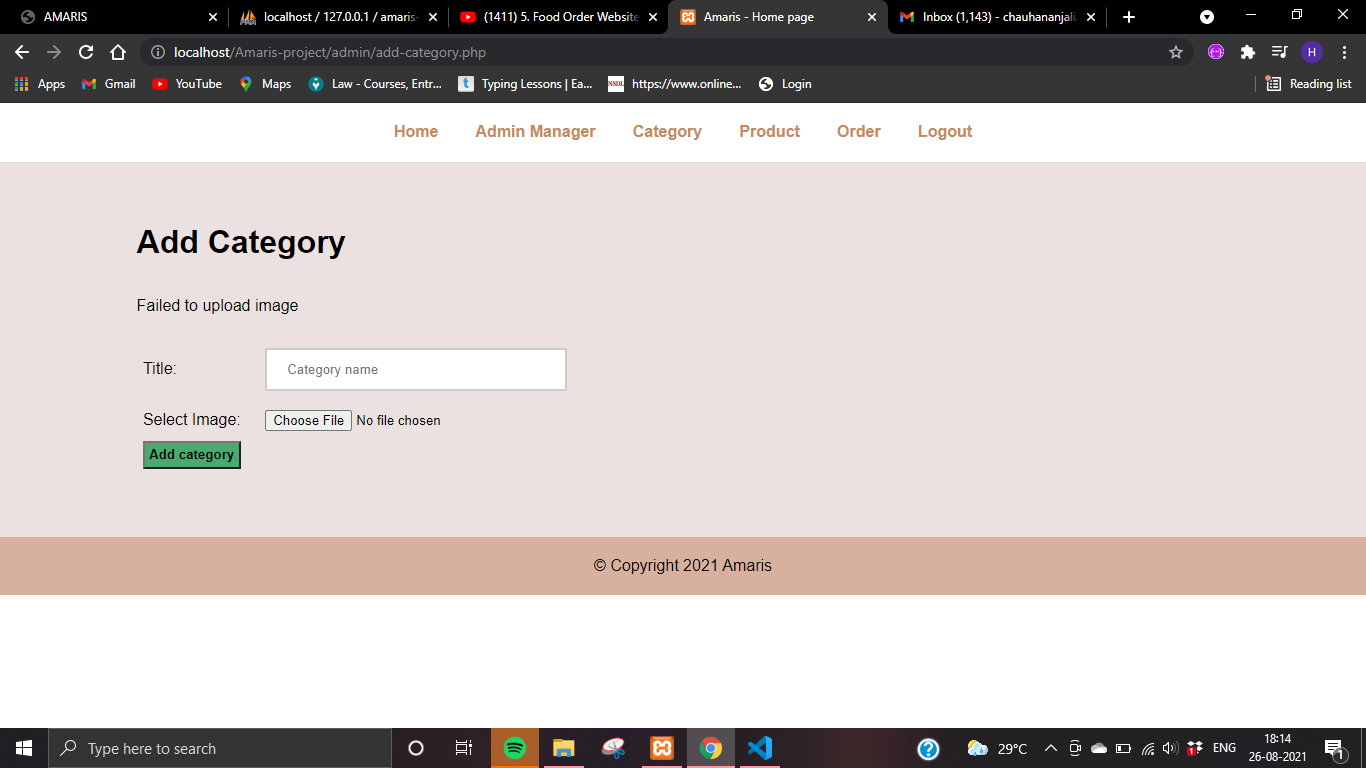 AMARIS
localhost / 127.0.0.1 / amaris-
(1411) 5. Food Order Website
Amaris - Home page
Inbox (1,143) - chauhananjali
localhost/Amaris-project/admin/add-category.php
H
Apps
Gmail
YouTube
Maps
Law - Courses, Entr...
Typing Lessons | Ea...
NSDL
https://www.online...
Login
Reading list
Home
Admin Manager
Category
Product
Order
Logout
Add Category
Failed to upload image
Title:
Category name
Select Image:
Choose File
No file chosen
Add category
© Copyright 2021 Amaris
Type here to search
29°C
1
ENG
18:14
26-08-2021
1